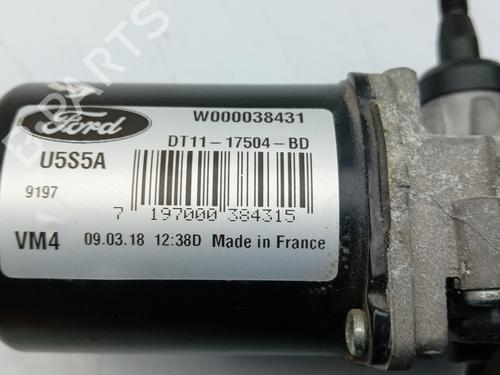 Ford
W000038431
DT11-17504-BD
U5S5A
9197
7 197000 384315
VM4 09.03.18 12:38D Made in France
PARTS